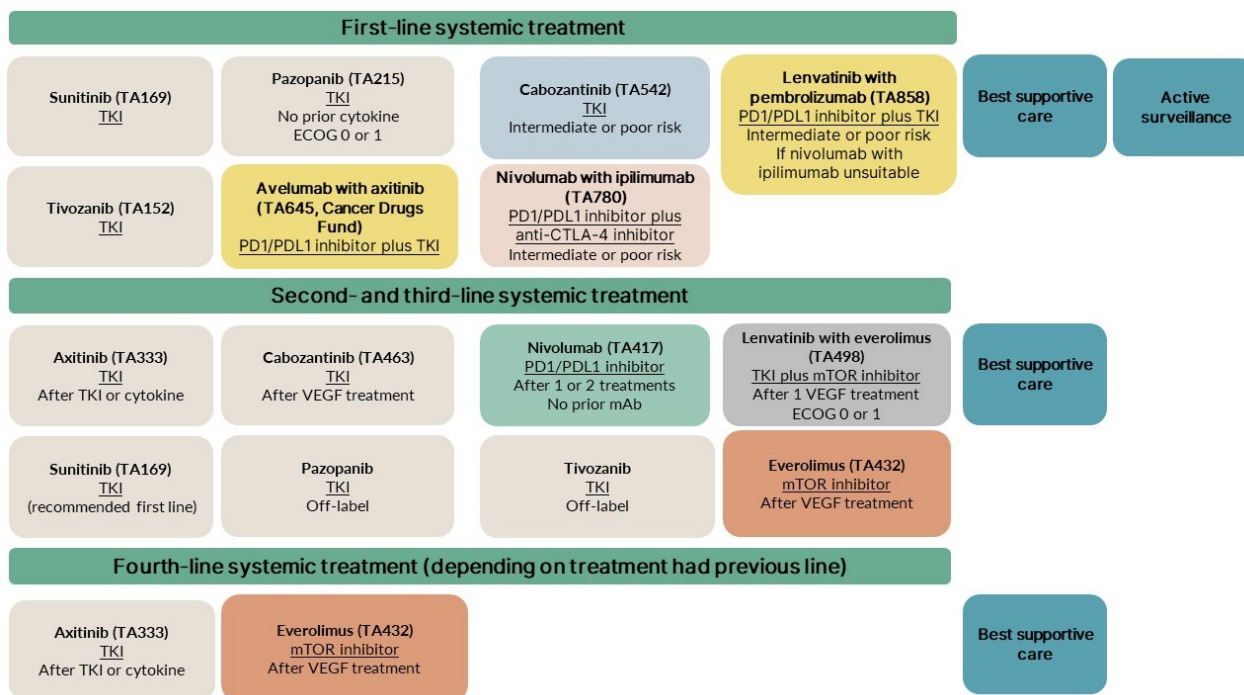 First-line systemic treatment
Sunitinib (TA169)
TKI
Pazopanib (TA215)
TKI
No prior cytokine
ECOG 0 or 1
Cabozantinib (TA542)
TKI
Intermediate or poor risk
Lenvatinib with
pembrolizumab (TA858)
PD1/PDL1 inhibitor plus TKI
Intermediate or poor risk
If nivolumab with
ipilimumab unsuitable
Best supportive
care
Active
surveillance
Tivozanib (TA152)
TKI
Avelumab with axitinib
(TA645, Cancer Drugs
Fund)
PD1/PDL1 inhibitor plus TKI
Nivolumab with ipilimumab
(TA780)
PD1/PDL1 inhibitor plus
anti-CTLA-4 inhibitor
Intermediate or poor risk
Second- and third-line systemic treatment
Axitinib (TA333)
TKI
After TKI or cytokine
Cabozantinib (TA463)
TKI
After VEGF treatment
Nivolumab (TA417)
PD1/PDL1 inhibitor
After 1 or 2 treatments
No prior mAb
Lenvatinib with everolimus
(TA498)
TKI plus mTOR inhibitor
After 1 VEGF treatment
ECOG 0 or 1
Best supportive
care
Sunitinib (TA169)
TKI
(recommended first line)
Pazopanib
TKI
Off-label
Tivozanib
TKI
Off-label
Everolimus (TA432)
mTOR inhibitor
After VEGF treatment
Fourth-line systemic treatment (depending on treatment had previous line)
Axitinib (TA333)
TKI
After TKI or cytokine
Everolimus (TA432)
mTOR inhibitor
After VEGF treatment
Best supportive
care